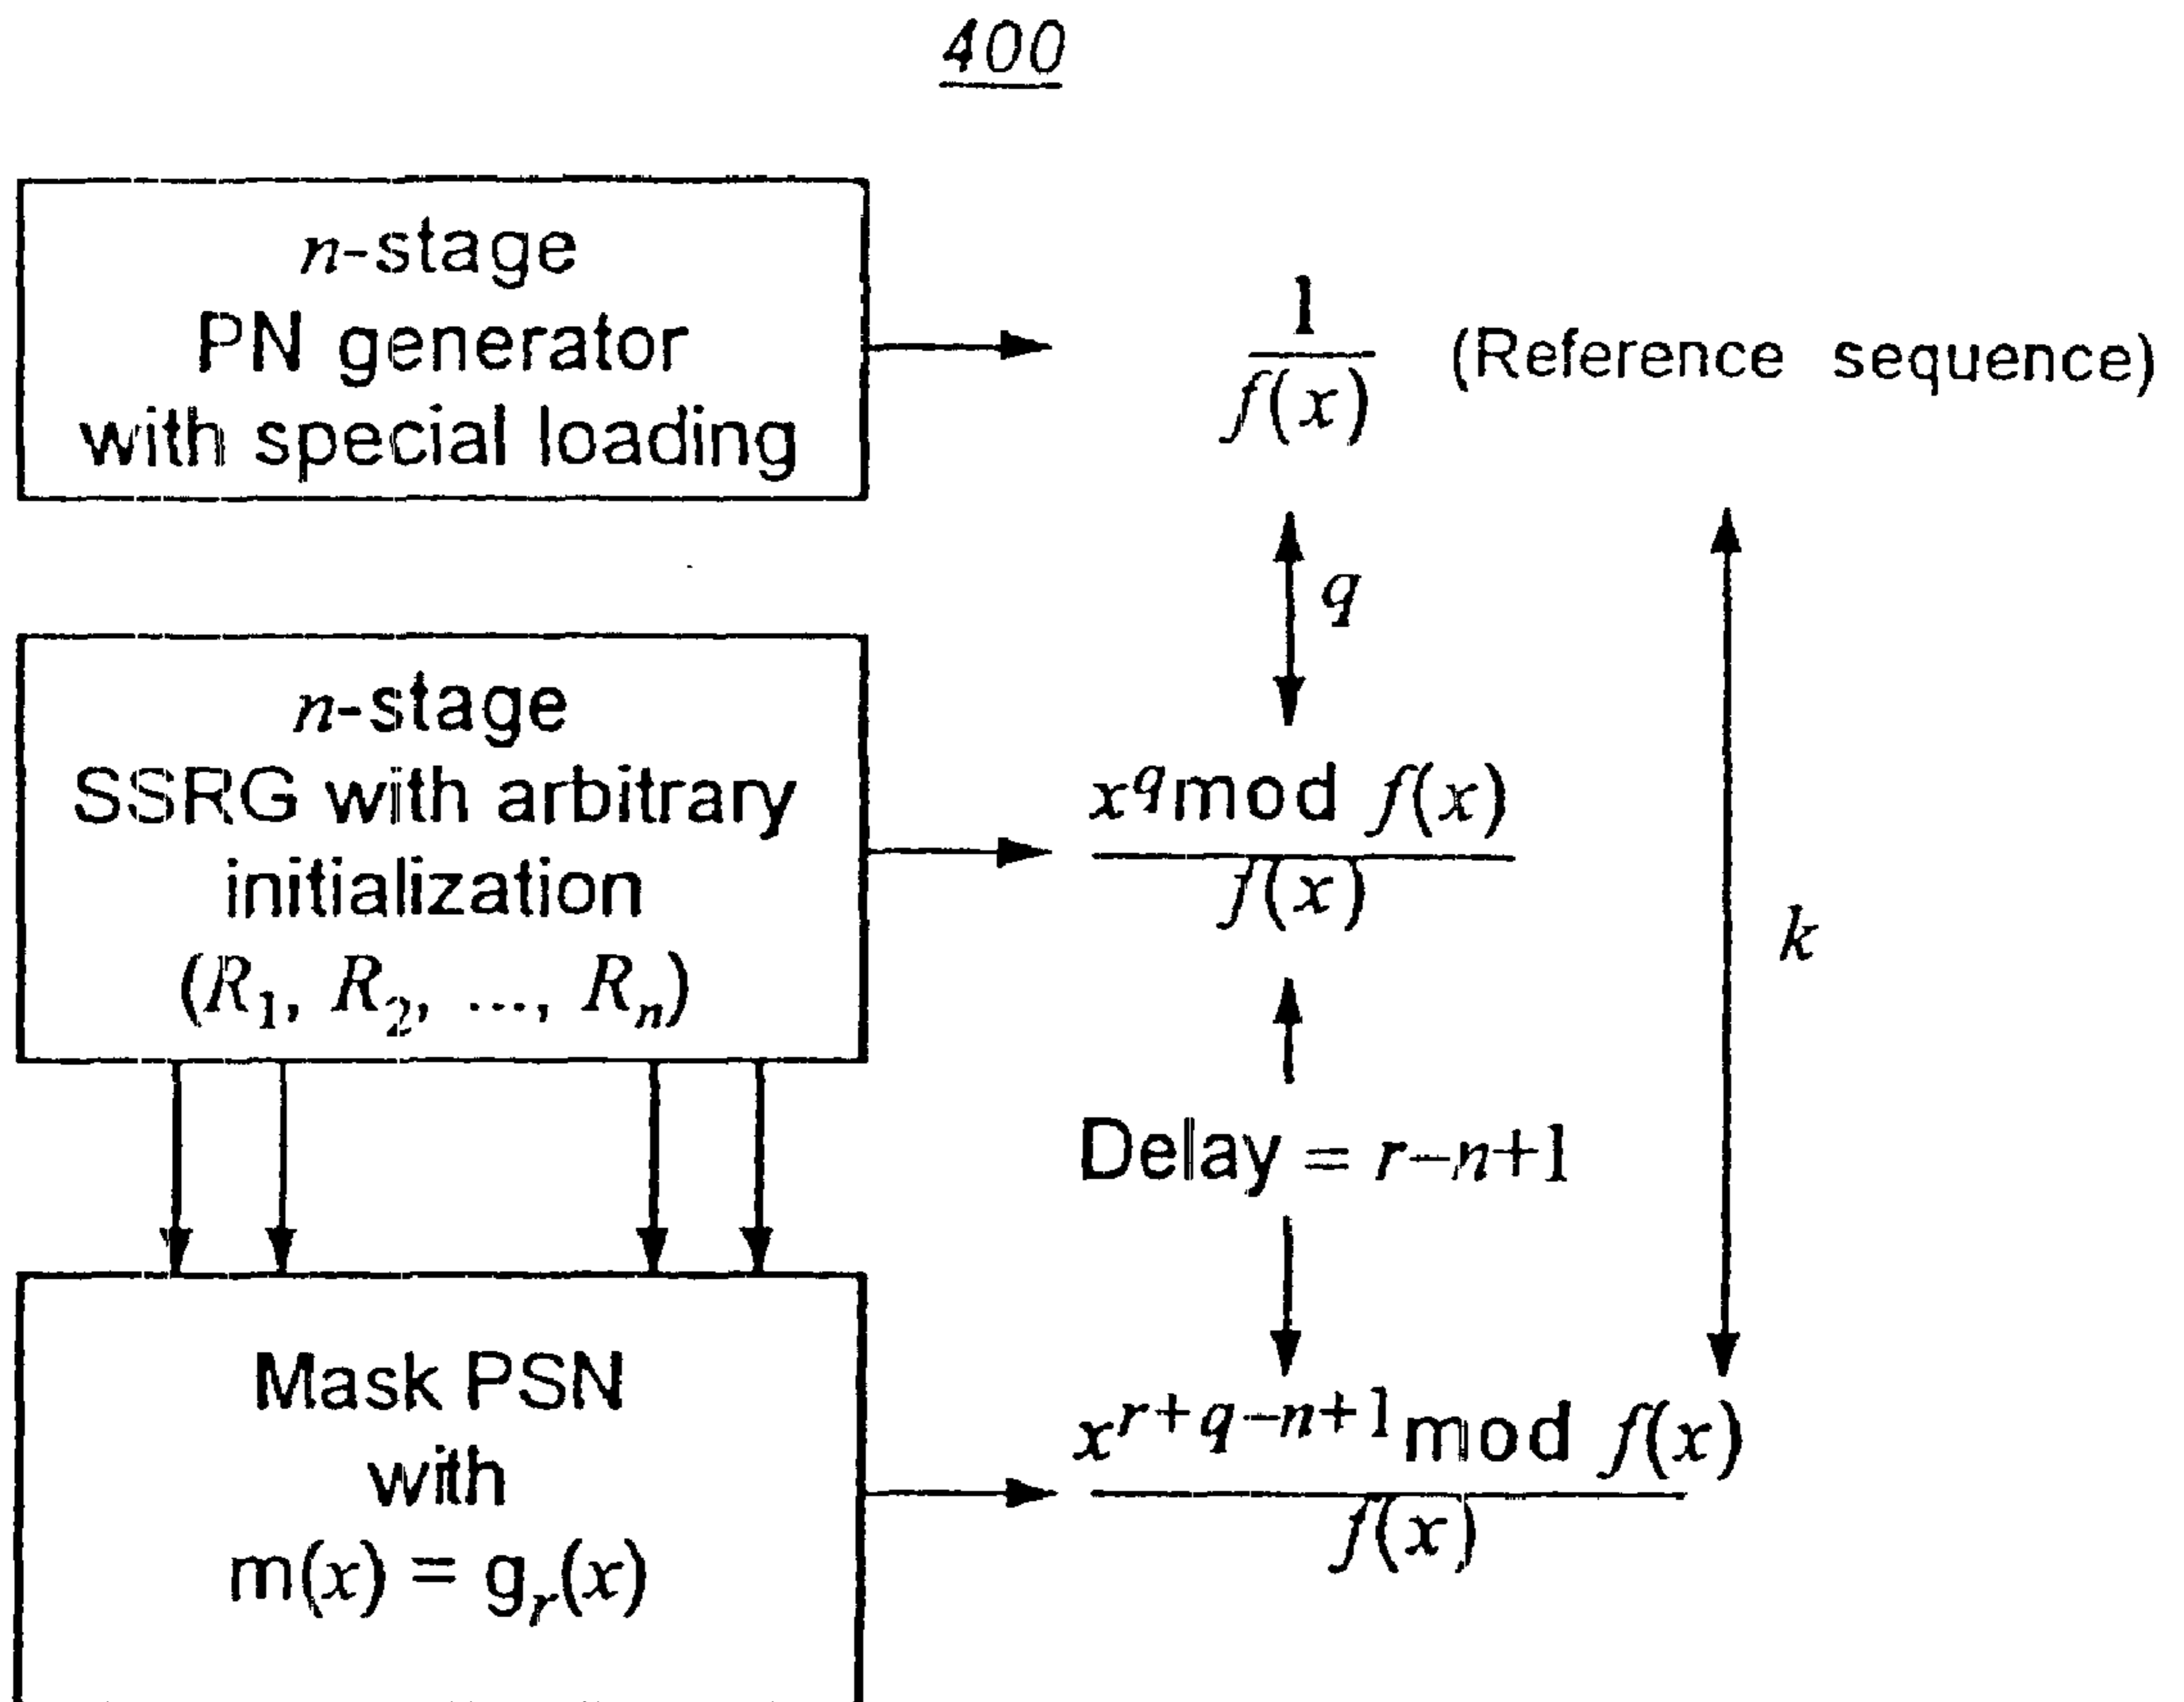 400
n-stage
PN generator
with special loading
1
f(x)
(Reference sequence)
q
n-stage
SSRG with arbitrary
initialization
(R₁, R₂, ..., Rₙ)
x^q mod f(x)
f(x)
k
Delay = r−n+1
Mask PSN
with
m(x) = gᵣ(x)
x^{r+q−n+1} mod f(x)
f(x)